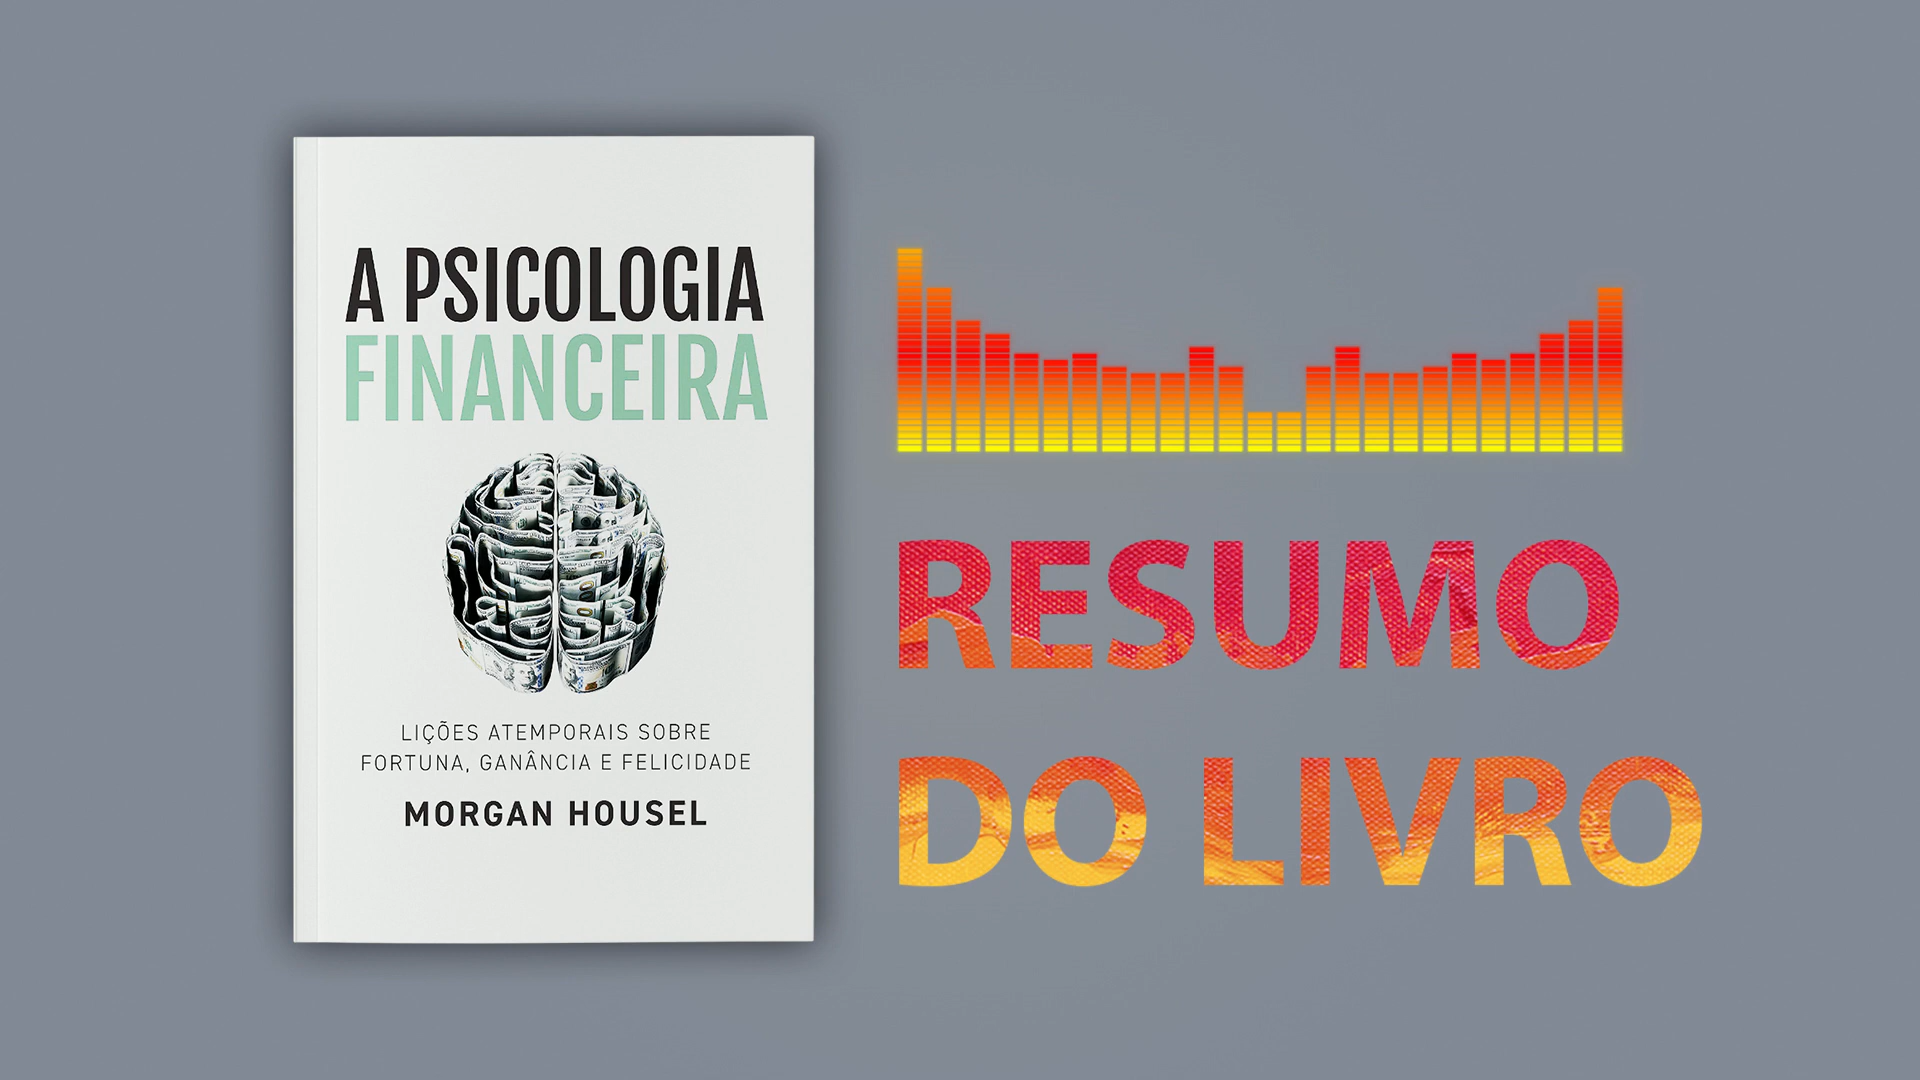 A PSICOLOGIA
FINANCEIRA
LIÇÕES ATEMPORAIS SOBRE
FORTUNA, GANÂNCIA E FELICIDADE
MORGAN HOUSEL
RESUMO
DO LIVRO